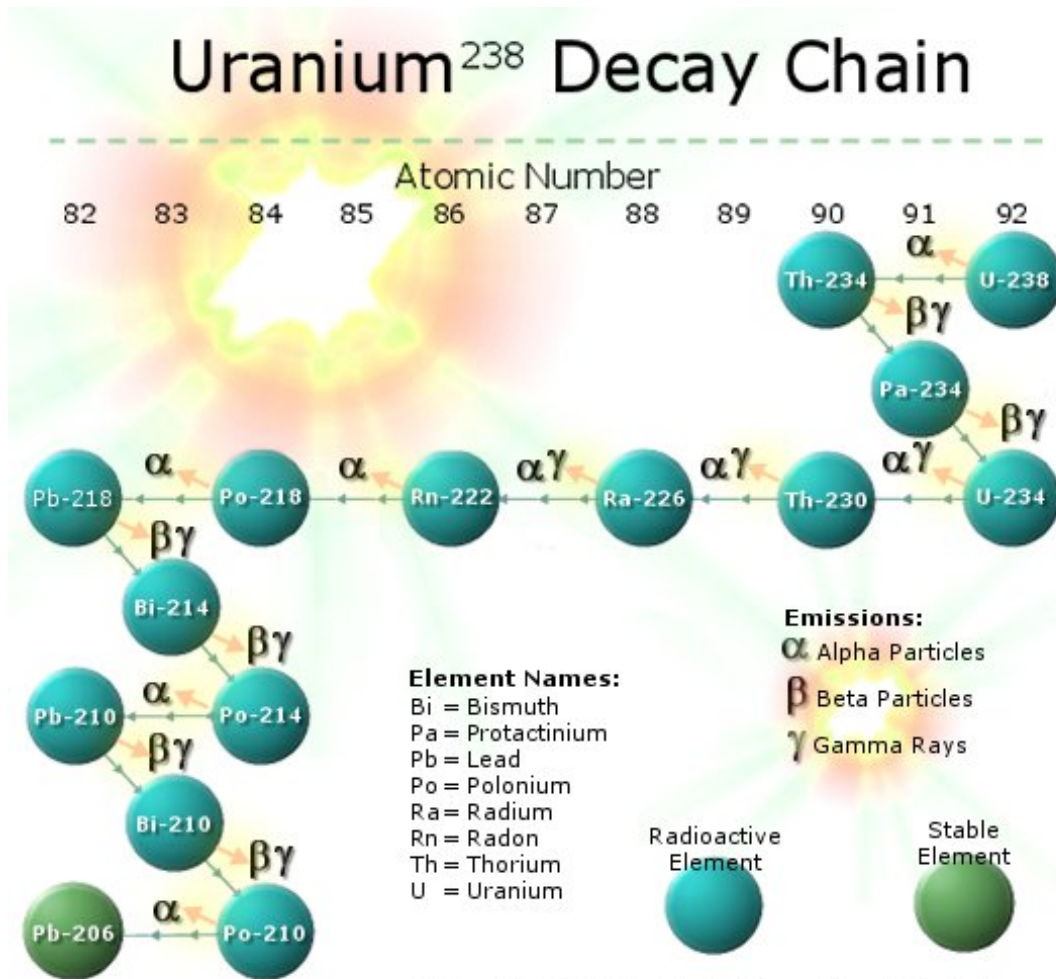 Uranium²³⁸ Decay Chain
Atomic Number
82 83 84 85 86 87 88 89 90 91 92
Th-234 α U-238
βγ
Pa-234
βγ
Pb-218 α Po-218 α Rn-222 αγ Ra-226 αγ Th-230 αγ U-234
βγ
Bi-214
βγ
Pb-210 α Po-214
βγ
Bi-210
βγ
Pb-206 α Po-210
Element Names:
Bi = Bismuth
Pa = Protactinium
Pb = Lead
Po = Polonium
Ra = Radium
Rn = Radon
Th = Thorium
U = Uranium
Emissions:
α Alpha Particles
β Beta Particles
γ Gamma Rays
Radioactive
Element
Stable
Element